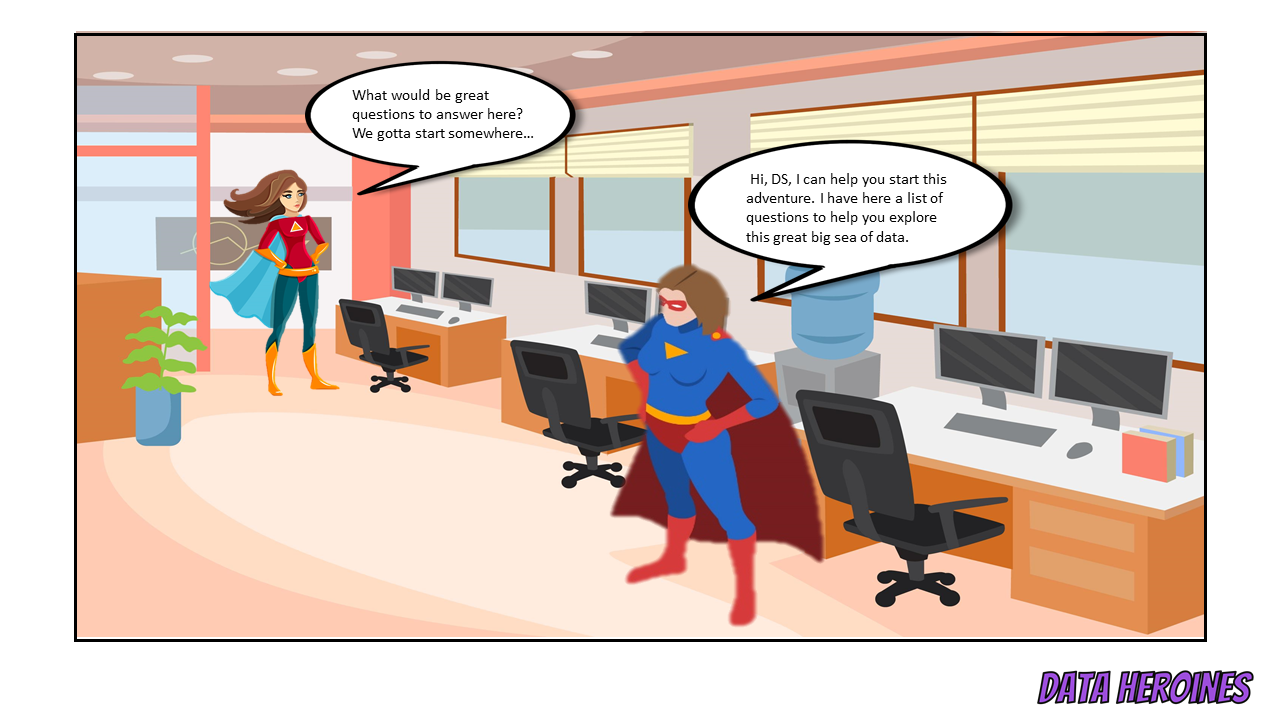 What would be great
questions to answer here?
We gotta start somewhere...
Hi, DS, I can help you start this
adventure. I have here a list of
questions to help you explore
this great big sea of data.
DATA HEROINES